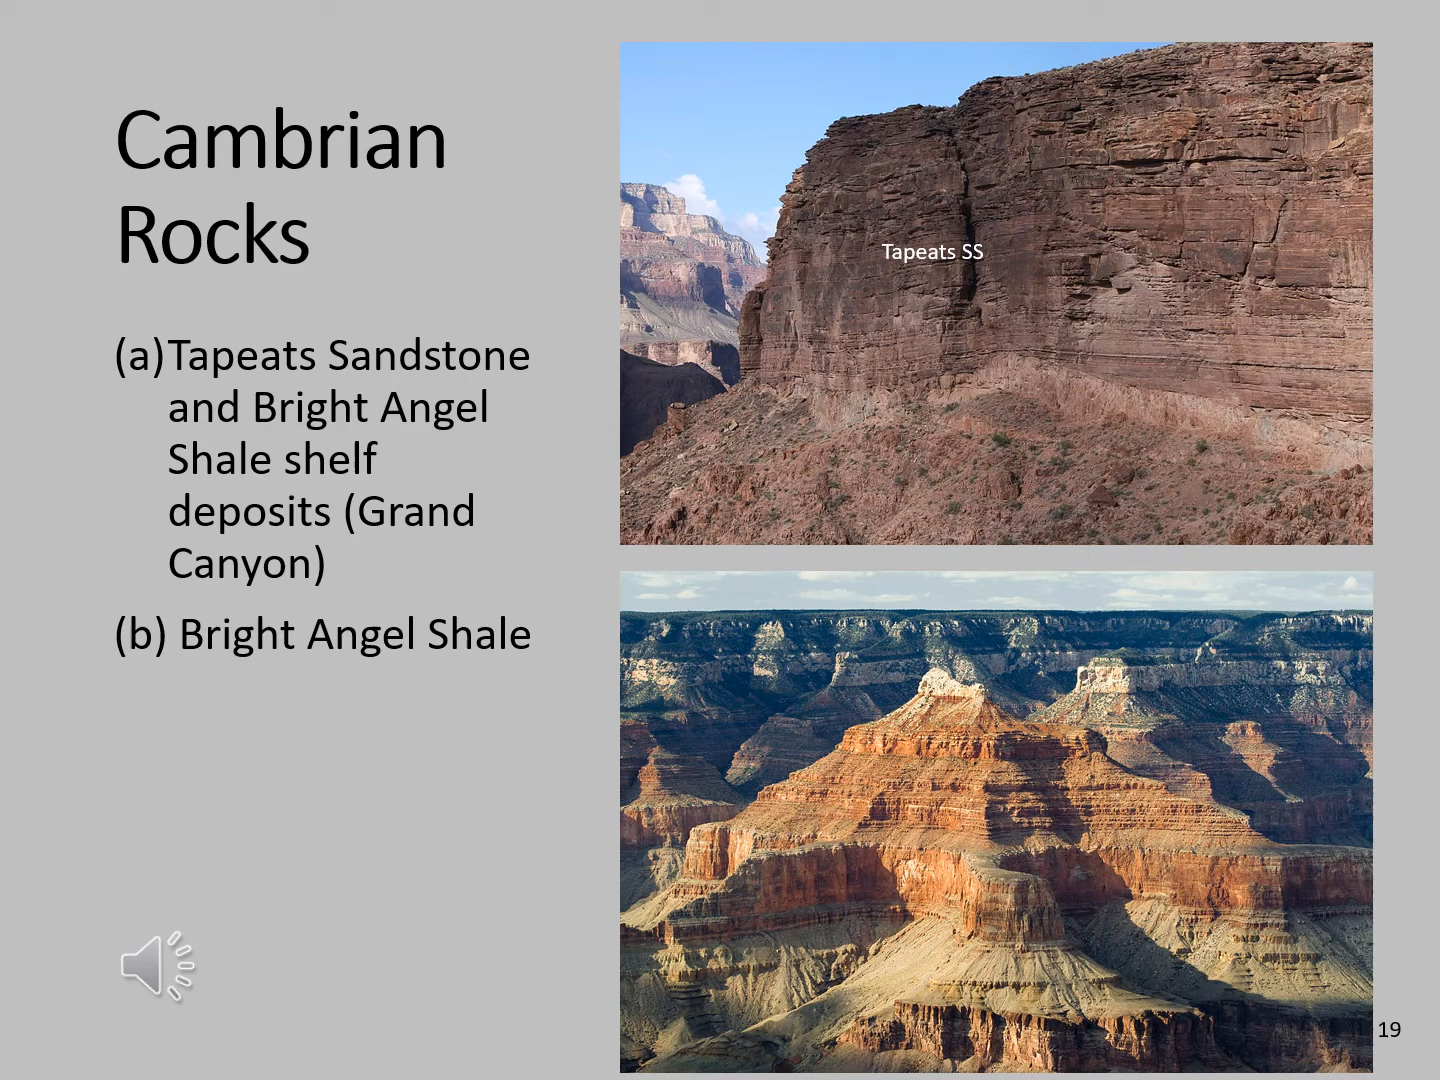 Cambrian
Rocks
(a)Tapeats Sandstone
and Bright Angel
Shale shelf
deposits (Grand
Canyon)
(b) Bright Angel Shale
Tapeats SS
19